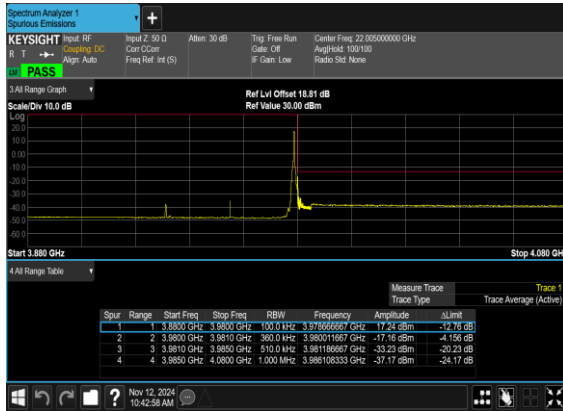 Spectrum Analyzer 1
Spurious Emissions
KEYSIGHT Input: RF Input Z: 50 Ω Atten: 30 dB Trig: Free Run Center Freq: 22.005000000 GHz
R T Coupling: DC Corr CCorr Gate: Off Avg|Hold: 100/100
Align: Auto Freq Ref: Int (S) IF Gain: Low Radio Std: None
PASS
3 All Range Graph
Ref Lvl Offset 18.81 dB
Scale/Div 10.0 dB Ref Value 30.00 dBm
Log
20.0
10.0
0.00
-10.0
-20.0
-30.0
-40.0
-50.0
-60.0
Start 3.880 GHz Stop 4.080 GH
4 All Range Table
Measure Trace Trace 1
Trace Type Trace Average (Active)
Spur Range Start Freq Stop Freq RBW Frequency Amplitude ΔLimit
1 1 3.8800 GHz 3.9800 GHz 100.0 kHz 3.978666667 GHz 17.24 dBm -12.76 dB
2 2 3.9800 GHz 3.9810 GHz 360.0 kHz 3.980011667 GHz -17.16 dBm -4.156 dB
3 3 3.9810 GHz 3.9850 GHz 510.0 kHz 3.981186667 GHz -33.23 dBm -20.23 dB
4 4 3.9850 GHz 4.0800 GHz 1.000 MHz 3.986108333 GHz -37.17 dBm -24.17 dB
Nov 12, 2024
10:42:58 AM